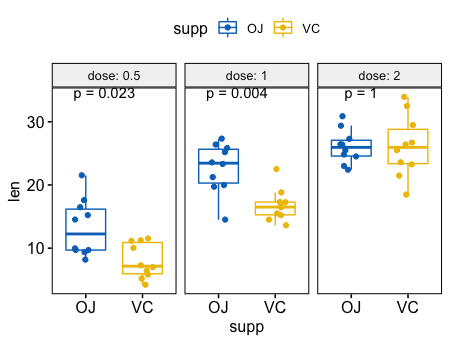 supp OJ VC
dose: 0.5 dose: 1 dose: 2
p = 0.023 p = 0.004 p = 1
30
20
10
len
OJ VC OJ VC OJ VC
supp